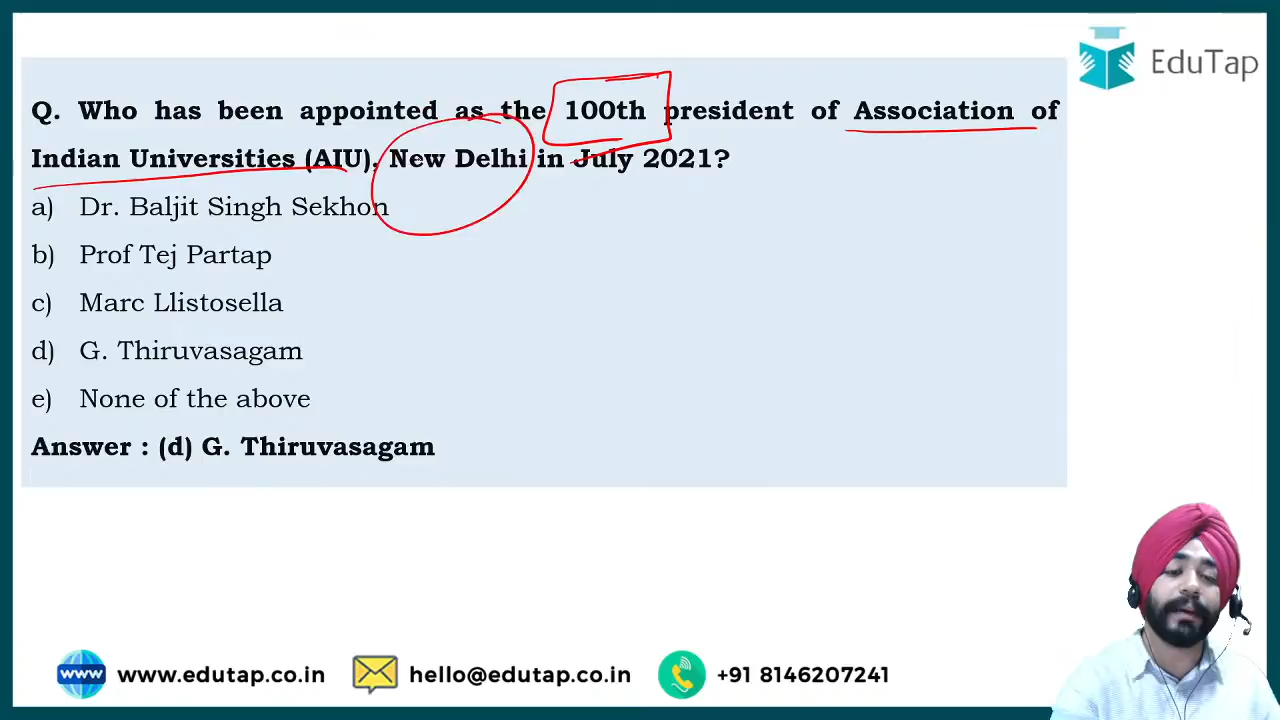 EduTap
Q. Who has been appointed as the 100th president of Association of
Indian Universities (AIU), New Delhi in July 2021?
a) Dr. Baljit Singh Sekhon
b) Prof Tej Partap
c) Marc Llistosella
d) G. Thiruvasagam
e) None of the above
Answer : (d) G. Thiruvasagam
www www.edutap.co.in hello@edutap.co.in +91 8146207241